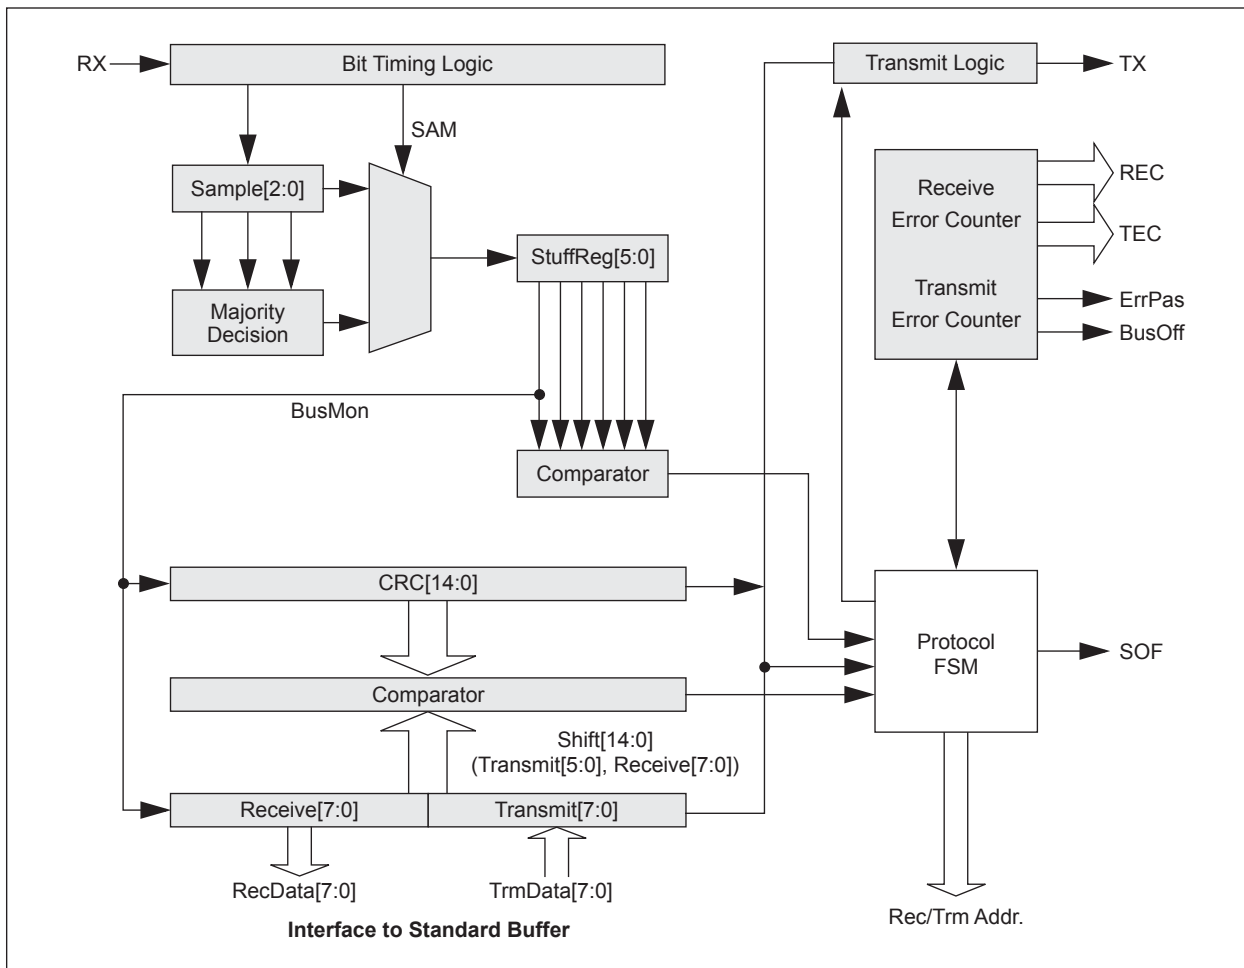 RX
Bit Timing Logic
Transmit Logic
TX
SAM
Sample[2:0]
Majority
Decision
StuffReg[5:0]
Receive
Error Counter
Transmit
Error Counter
REC
TEC
ErrPas
BusOff
BusMon
Comparator
CRC[14:0]
Comparator
Protocol
FSM
SOF
Shift[14:0]
(Transmit[5:0], Receive[7:0])
Receive[7:0]
Transmit[7:0]
RecData[7:0]
TrmData[7:0]
Rec/Trm Addr.
Interface to Standard Buffer